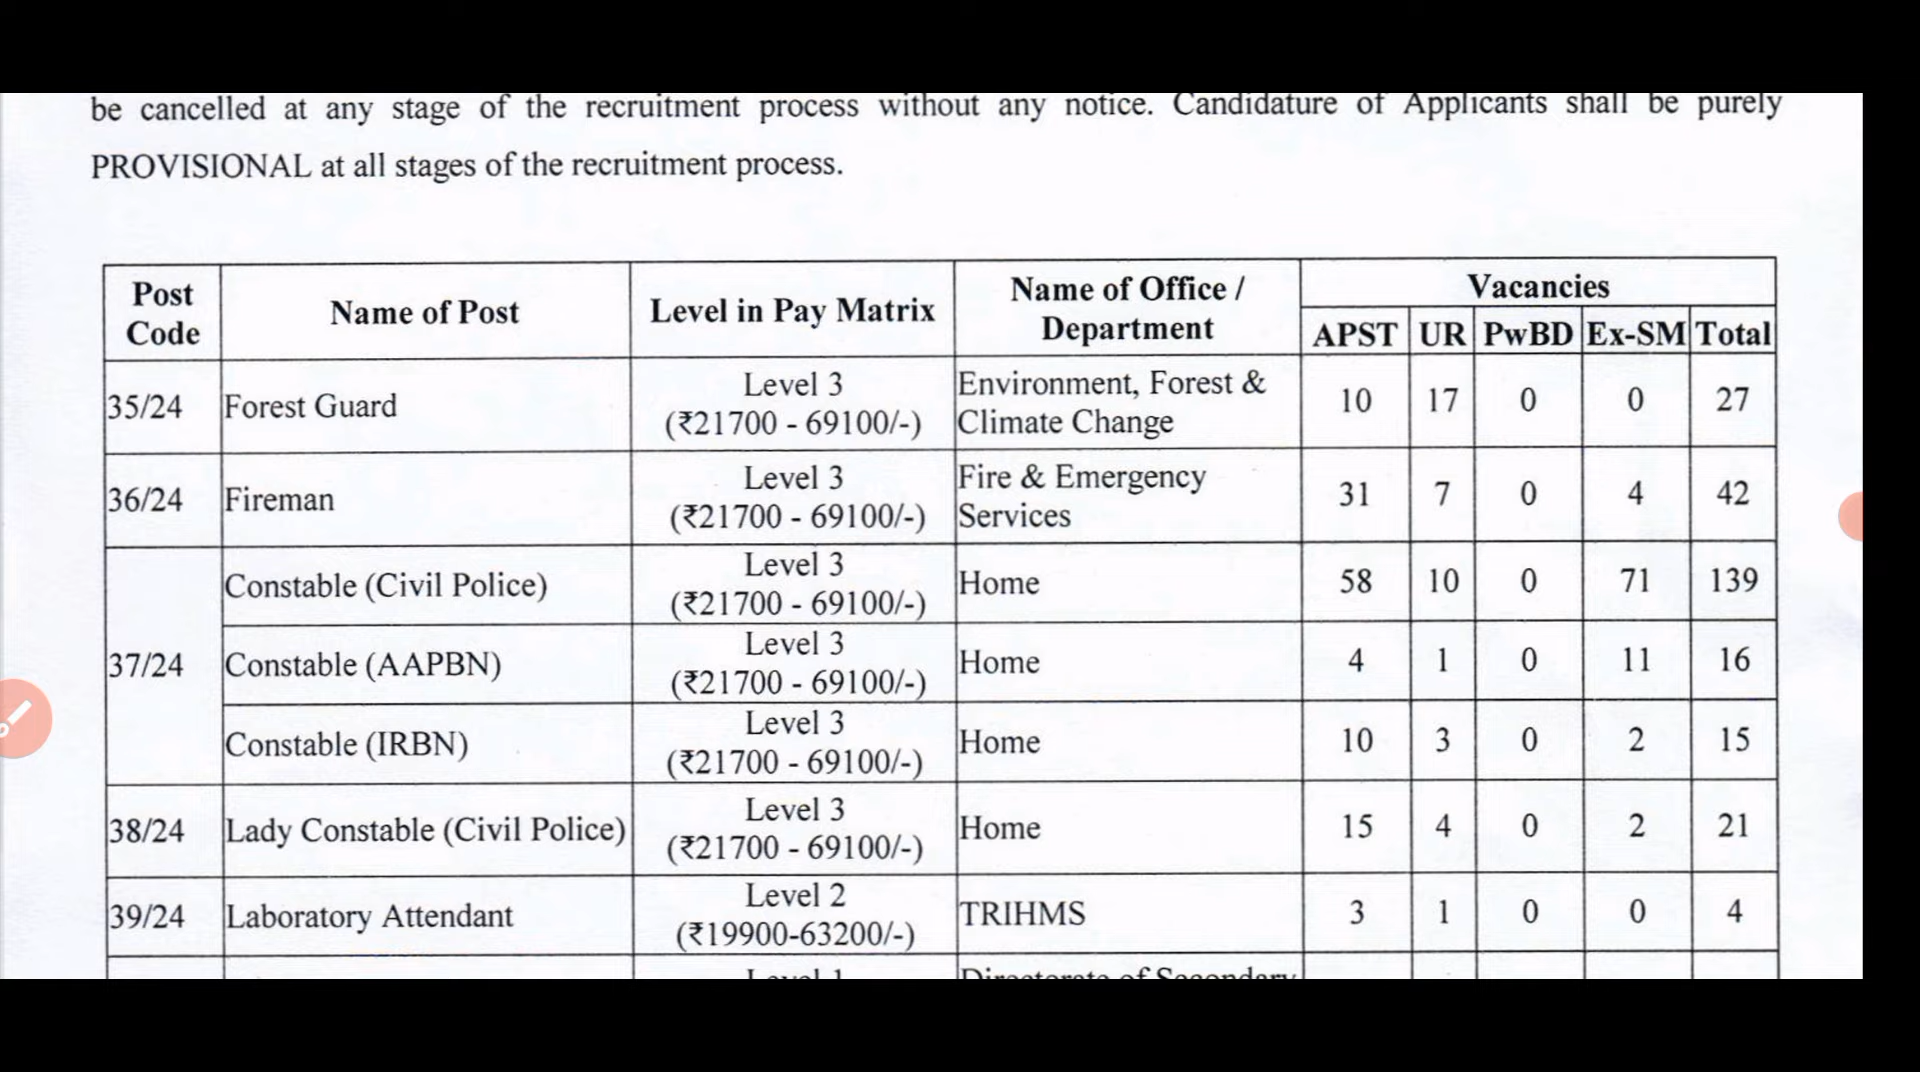 be cancelled at any stage of the recruitment process without any notice. Candidature of Applicants shall be purely
PROVISIONAL at all stages of the recruitment process.
Post Code Name of Post Level in Pay Matrix Name of Office / Department Vacancies
APST UR PwBD Ex-SM Total
35/24 Forest Guard Level 3 (₹21700 - 69100/-) Environment, Forest & Climate Change 10 17 0 0 27
36/24 Fireman Level 3 (₹21700 - 69100/-) Fire & Emergency Services 31 7 0 4 42
37/24 Constable (Civil Police) Level 3 (₹21700 - 69100/-) Home 58 10 0 71 139
Constable (AAPBN) Level 3 (₹21700 - 69100/-) Home 4 1 0 11 16
Constable (IRBN) Level 3 (₹21700 - 69100/-) Home 10 3 0 2 15
38/24 Lady Constable (Civil Police) Level 3 (₹21700 - 69100/-) Home 15 4 0 2 21
39/24 Laboratory Attendant Level 2 (₹19900-63200/-) TRIHMS 3 1 0 0 4
Level 1 Directorate of Secondary